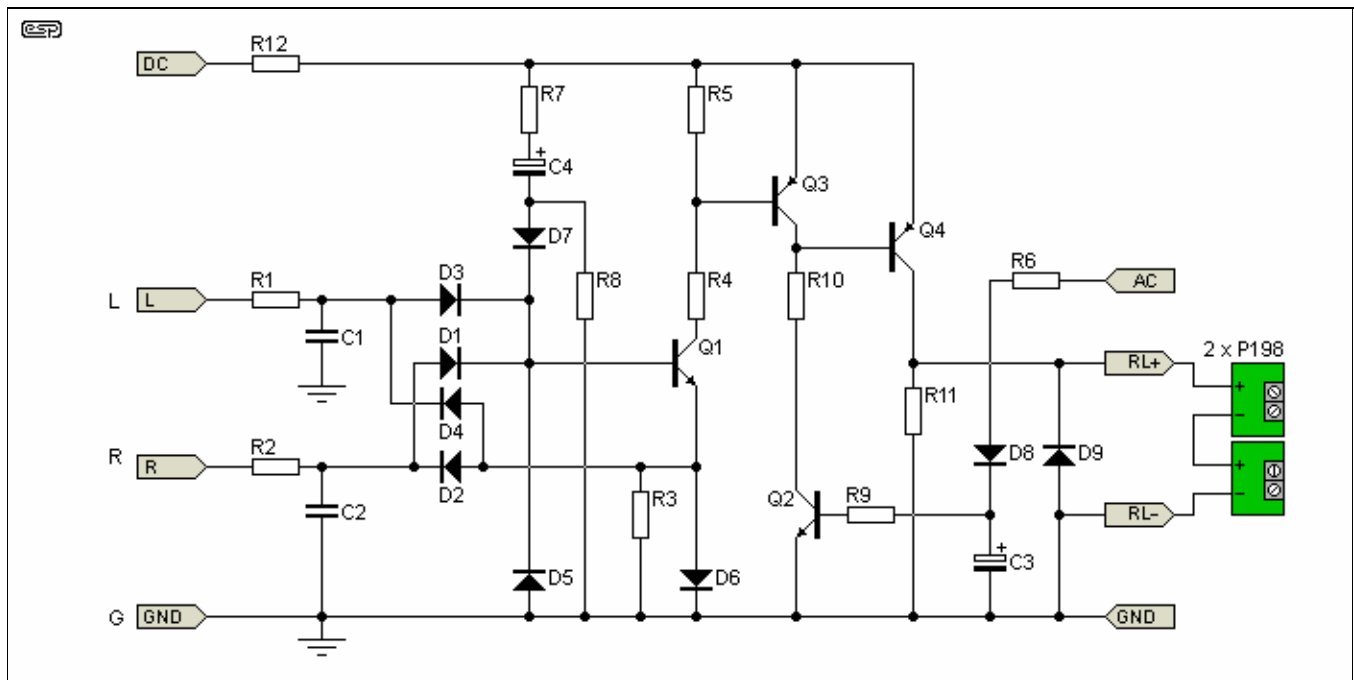 esp
R12
DC
R7
R5
C4
Q3
Q4
D7
R6
R1
D3
R8
R4
R10
AC
L
L
C1
D1
Q1
2 x P198
RL+
+
-
R11
D4
R2
R
R
D2
D8
D9
+
-
R3
Q2
R9
RL-
C2
+
C3
D5
D6
G
GND
GND